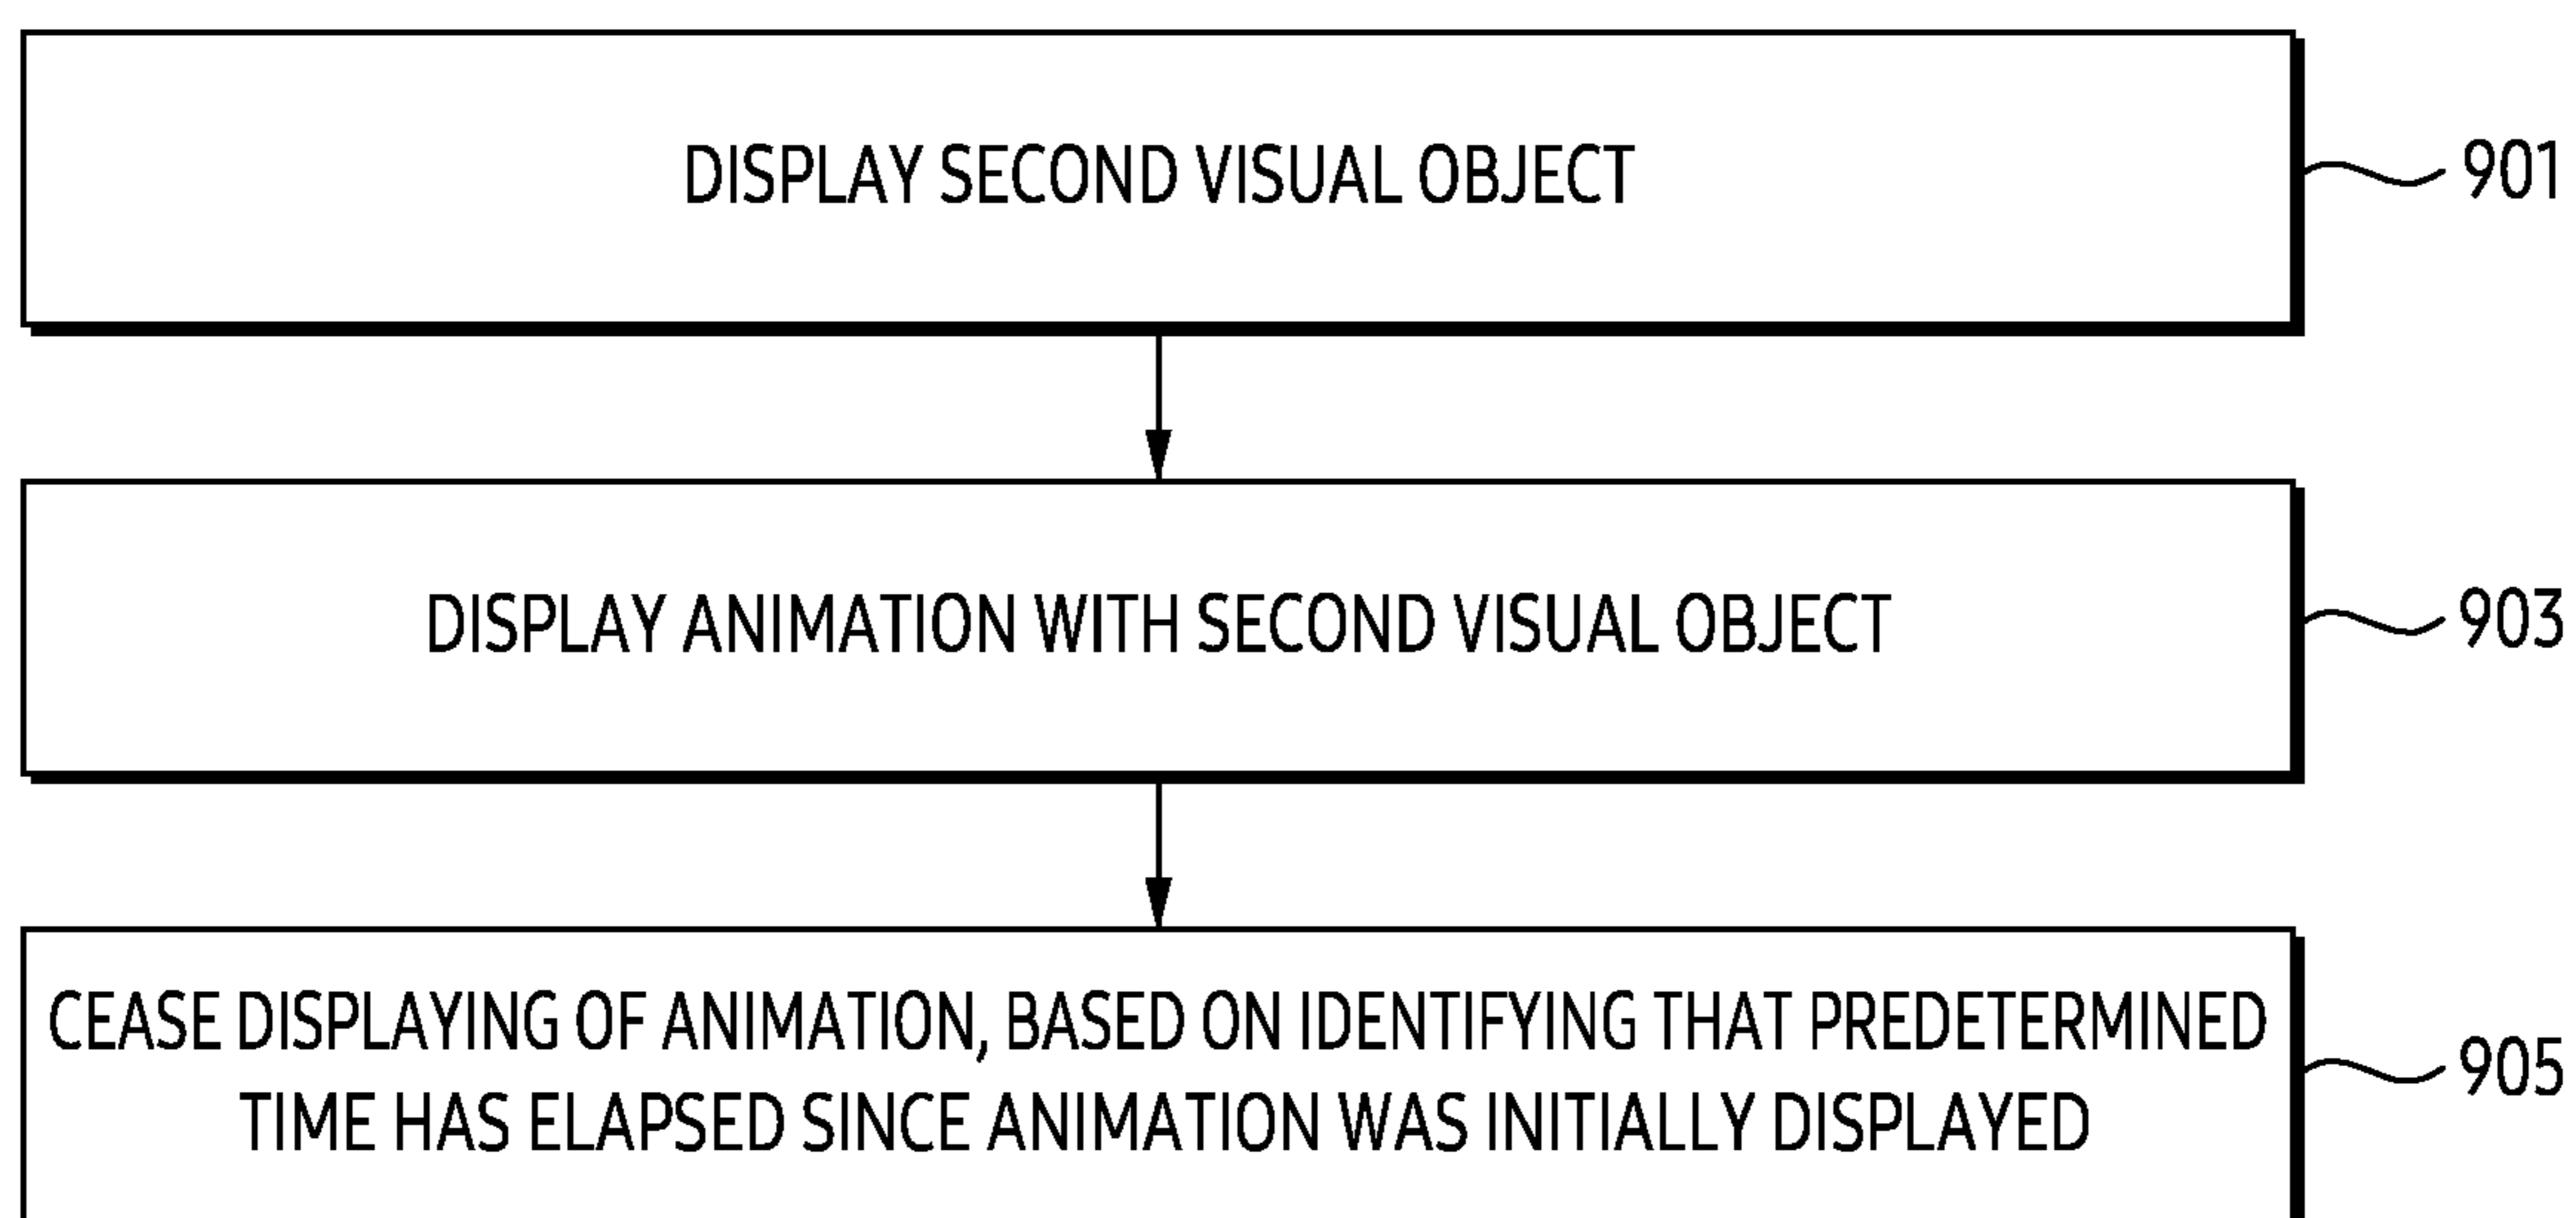 DISPLAY SECOND VISUAL OBJECT
901
DISPLAY ANIMATION WITH SECOND VISUAL OBJECT
903
CEASE DISPLAYING OF ANIMATION, BASED ON IDENTIFYING THAT PREDETERMINED
TIME HAS ELAPSED SINCE ANIMATION WAS INITIALLY DISPLAYED
905